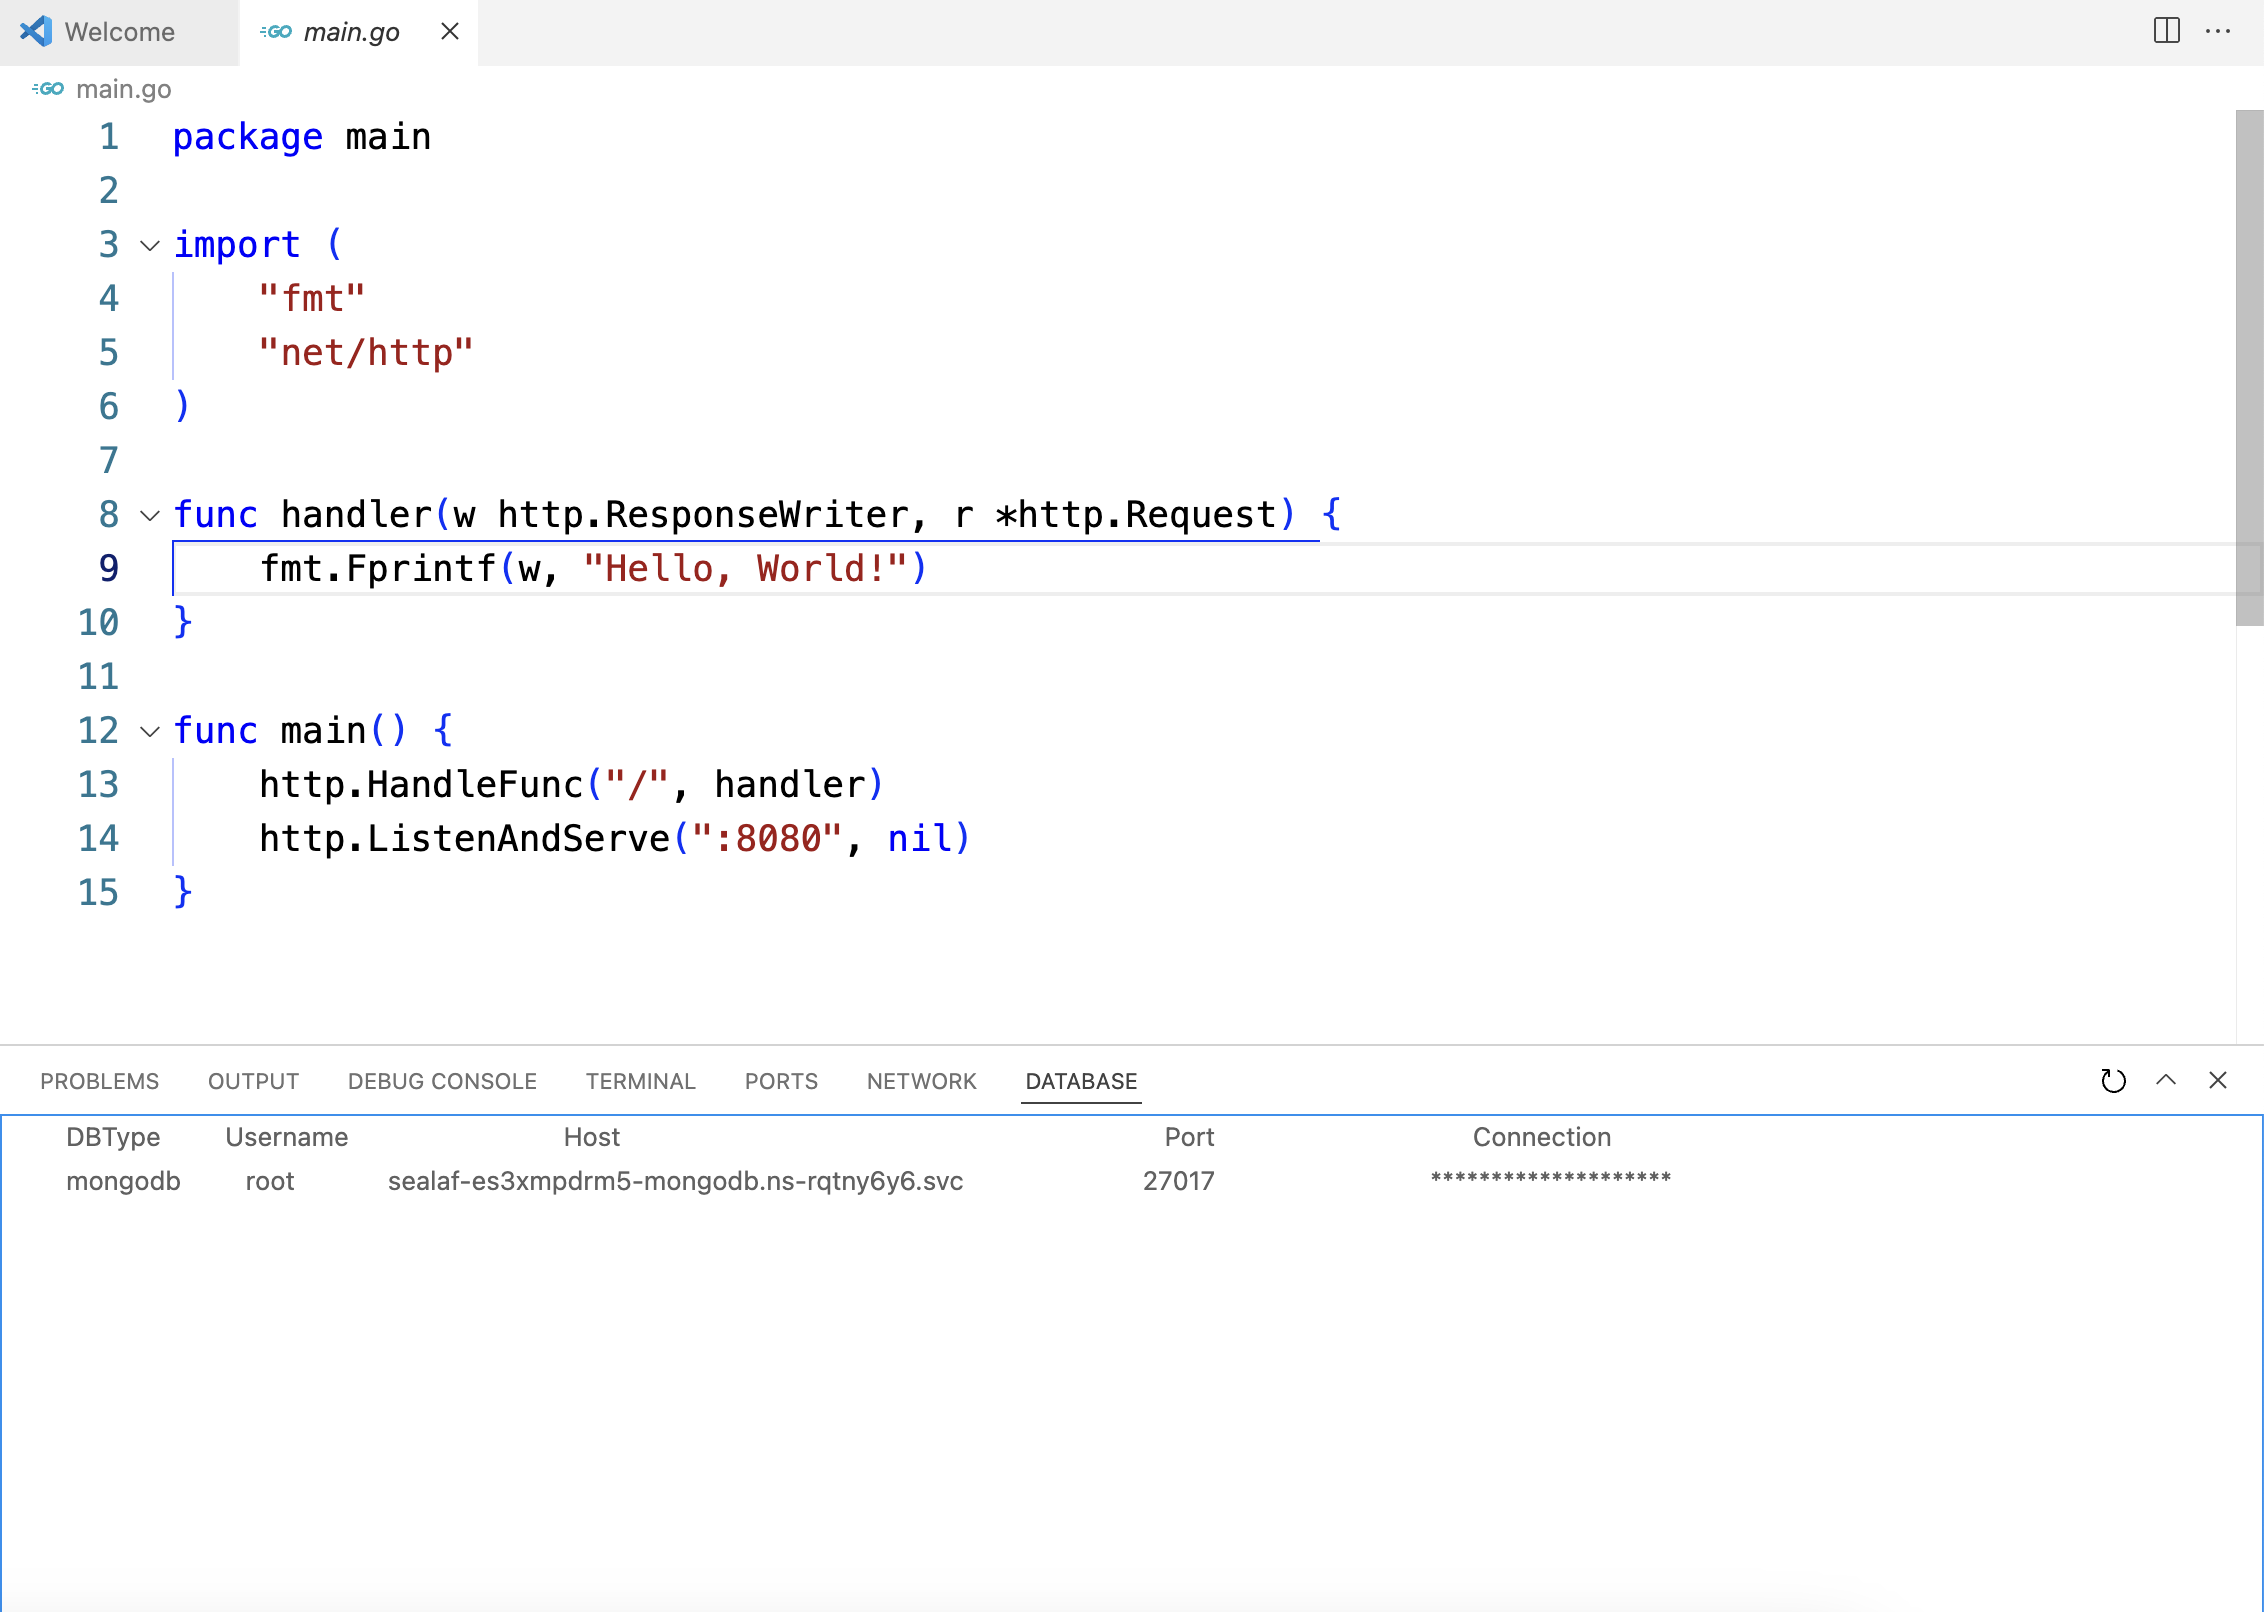 Welcome main.go
GO main.go
1 package main
2
3 import (
4     "fmt"
5     "net/http"
6 )
7
8 func handler(w http.ResponseWriter, r *http.Request) {
9     fmt.Fprintf(w, "Hello, World!")
10 }
11
12 func main() {
13     http.HandleFunc("/", handler)
14     http.ListenAndServe(":8080", nil)
15 }
PROBLEMS OUTPUT DEBUG CONSOLE TERMINAL PORTS NETWORK DATABASE
DBType Username Host Port Connection
mongodb root sealaf-es3xmpdrm5-mongodb.ns-rqtny6y6.svc 27017 ********************